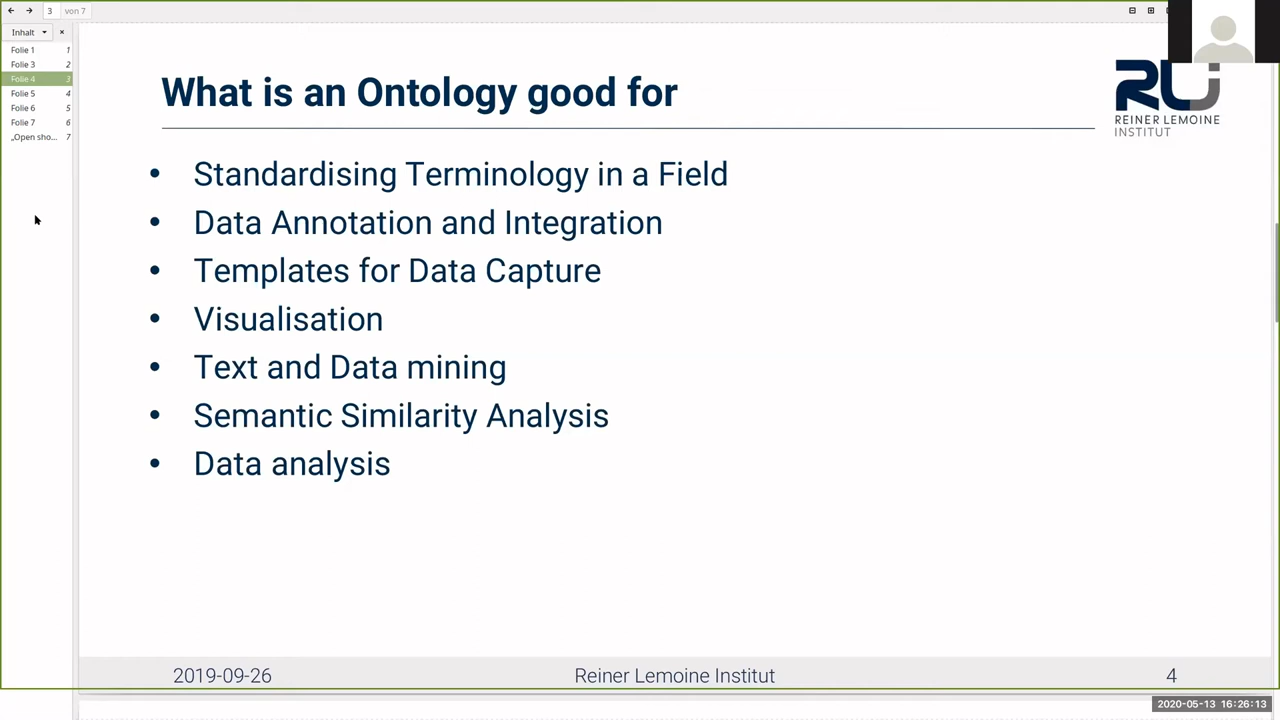 3 von 7
Inhalt
Folie 1 1
Folie 3 2
Folie 4 3
Folie 5 4
Folie 6 5
Folie 7 6
„Open sho... 7
What is an Ontology good for
RLI
REINER LEMOINE
INSTITUT
• Standardising Terminology in a Field
• Data Annotation and Integration
• Templates for Data Capture
• Visualisation
• Text and Data mining
• Semantic Similarity Analysis
• Data analysis
2019-09-26 Reiner Lemoine Institut 4
2020-05-13 16:26:13